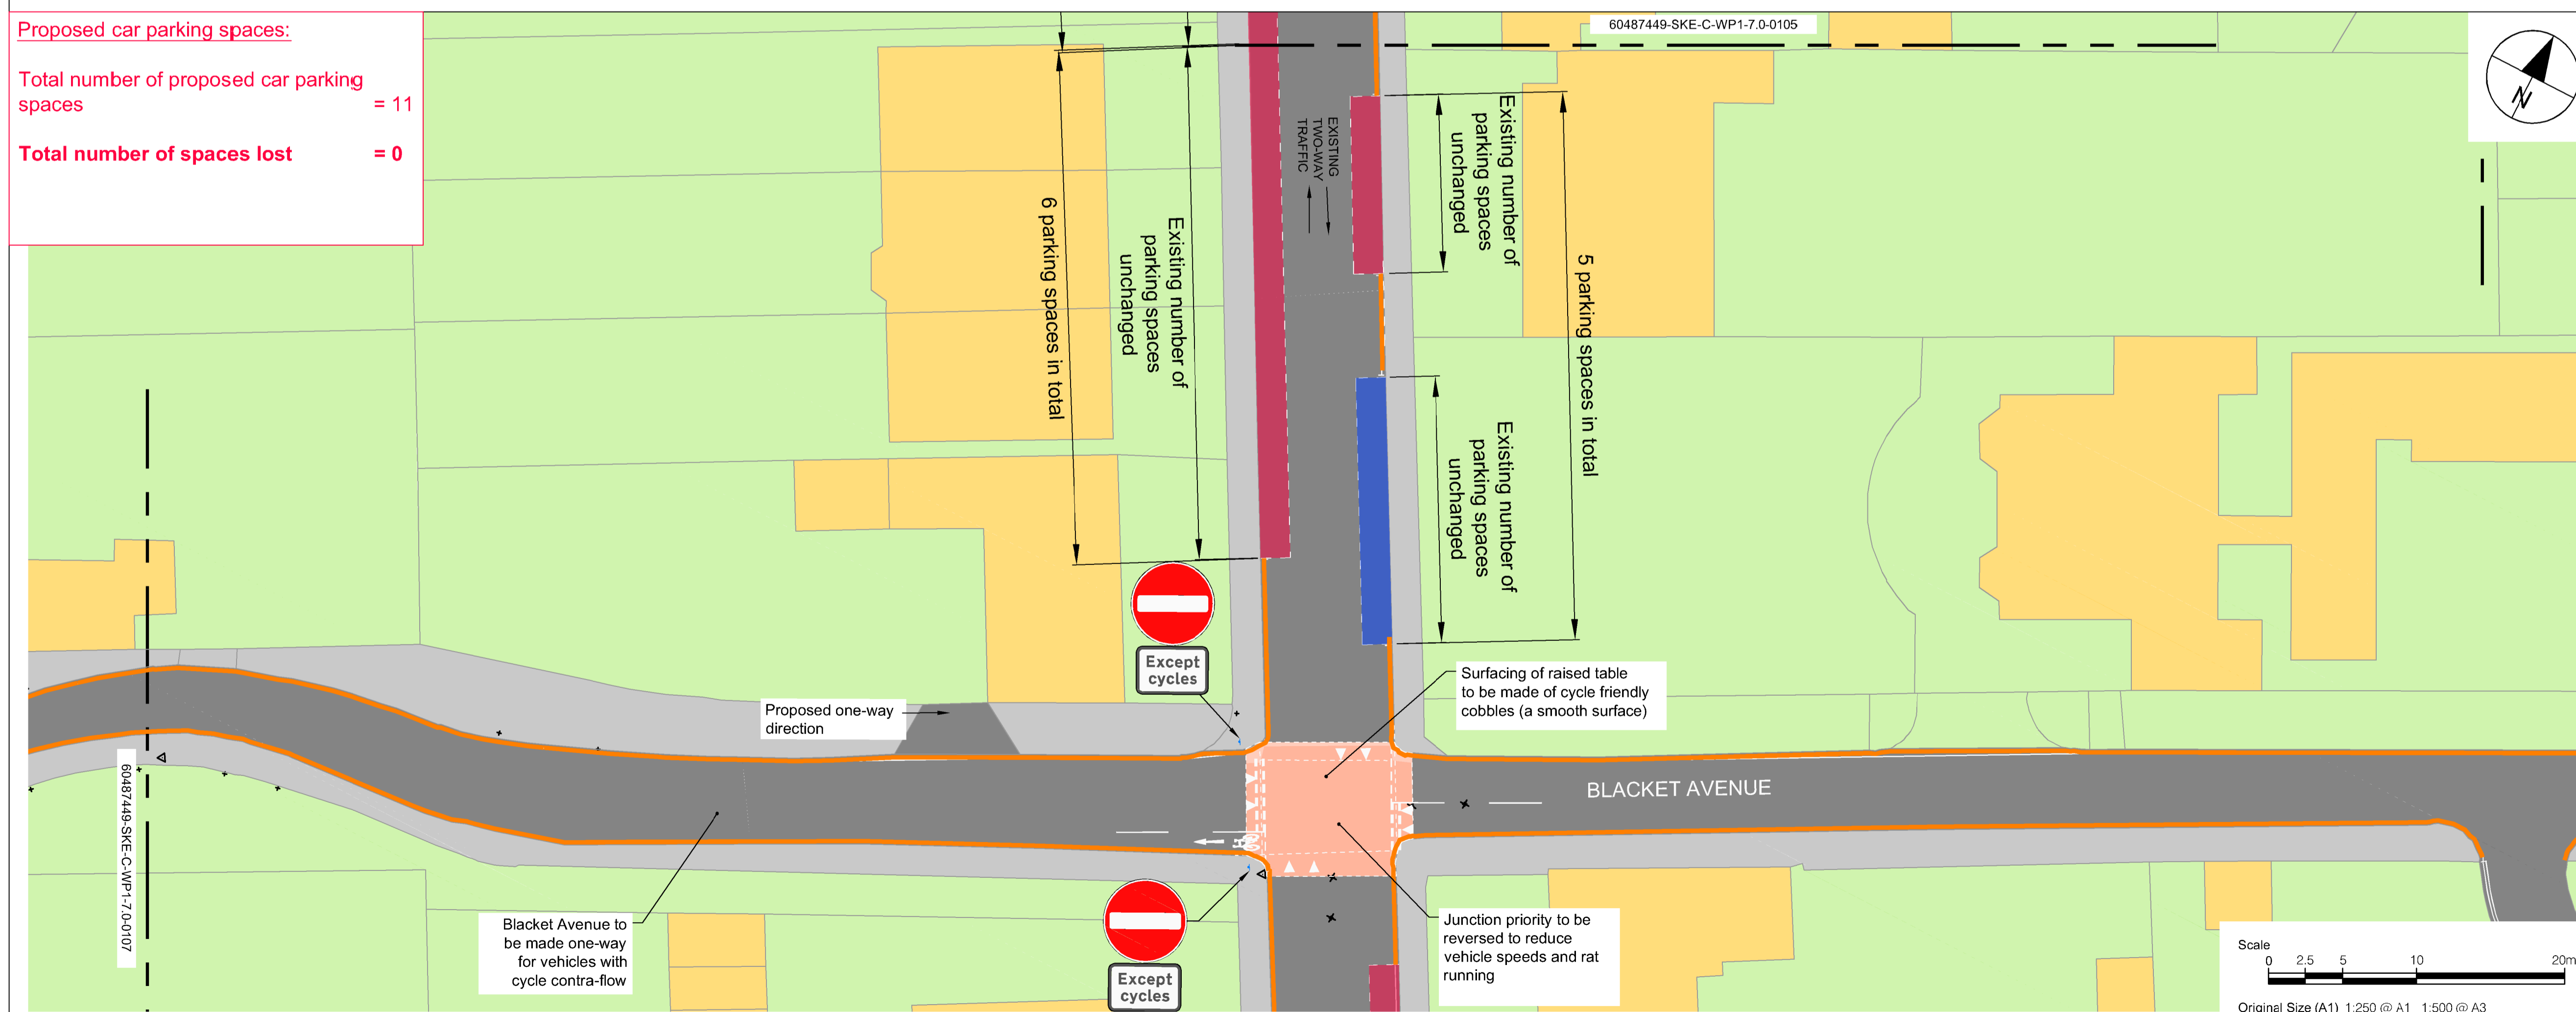 Proposed car parking spaces:
Total number of proposed car parking
spaces = 11
Total number of spaces lost = 0
60487449-SKE-C-WP1-7.0-0105
N
EXISTING
TWO-WAY
TRAFFIC
Existing number of
parking spaces
unchanged
6 parking spaces in total
Existing number of
parking spaces
unchanged
5 parking spaces in total
Existing number of
parking spaces
unchanged
Except
cycles
Surfacing of raised table
to be made of cycle friendly
cobbles (a smooth surface)
Proposed one-way
direction
60487449-SKE-C-WP1-7.0-0107
BLACKET AVENUE
Blacket Avenue to
be made one-way
for vehicles with
cycle contra-flow
Except
cycles
Junction priority to be
reversed to reduce
vehicle speeds and rat
running
Scale
0 2.5 5 10 20m
Original Size (A1) 1:250 @ A1 1:500 @ A3